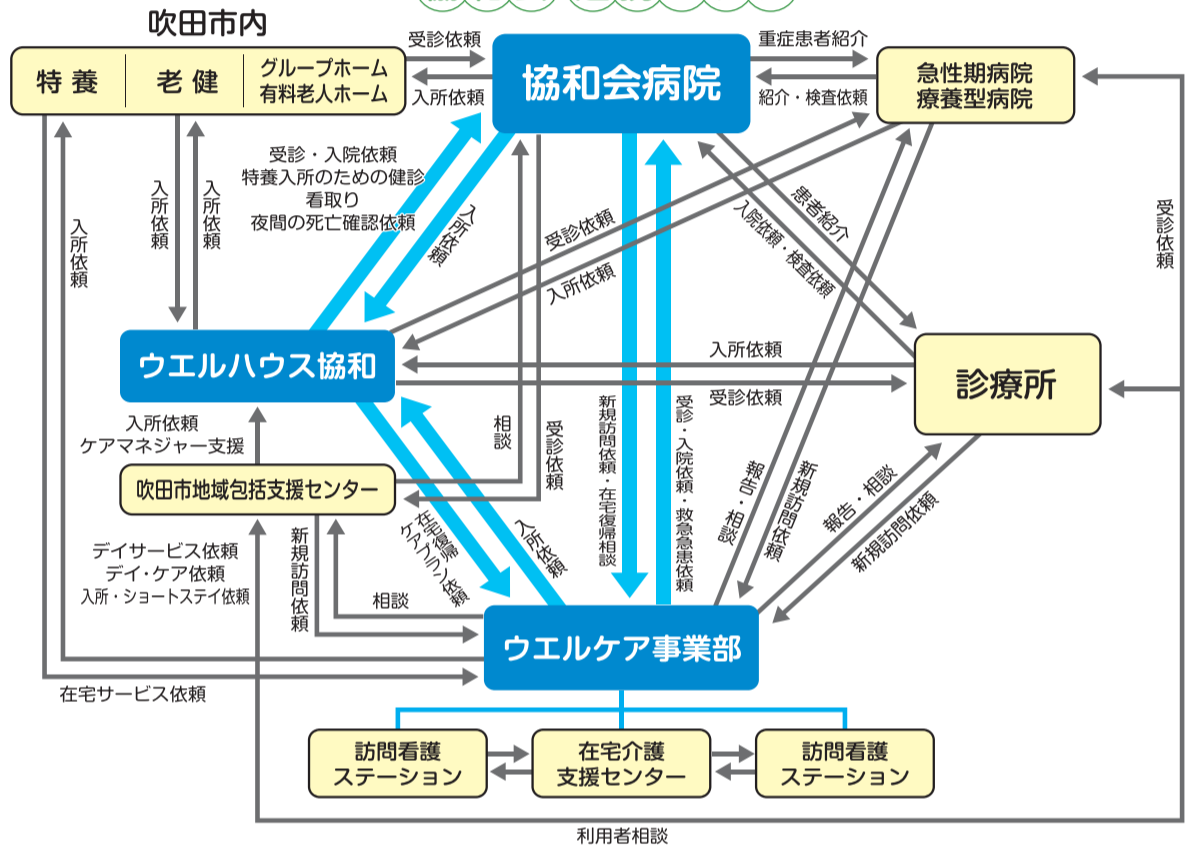 吹田市内
特養
老健
グループホーム
有料老人ホーム
受診依頼
入所依頼
協和会病院
重症患者紹介
紹介・検査依頼
急性期病院
療養型病院
受診・入院依頼
特養入所のための健診
看取り
夜間の死亡確認依頼
入所依頼
入所依頼
入所依頼
入所依頼
受診依頼
入所依頼
患者紹介
入院依頼・検査依頼
受診依頼
ウエルハウス協和
入所依頼
受診依頼
診療所
入所依頼
ケアマネジャー支援
吹田市地域包括支援センター
相談
受診依頼
新規訪問依頼・在宅復帰相談
受診・入院依頼・救急急患依頼
報告・相談
新規訪問依頼
報告・相談
新規訪問依頼
デイサービス依頼
デイ・ケア依頼
入所・ショートステイ依頼
新規訪問依頼
相談
在宅復帰
ケアプラン依頼
入所依頼
ウエルケア事業部
在宅サービス依頼
訪問看護
ステーション
在宅介護
支援センター
訪問看護
ステーション
利用者相談